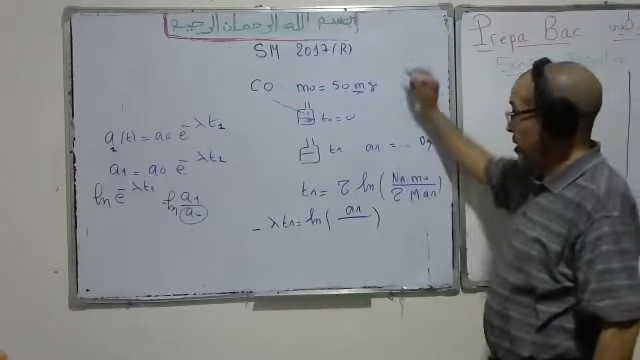 بسم الله الرحمان الرحيم
SM 2017 (R)
CO m0 = 50 mg
t0 = 0
t1 a1 = ...
t1 = τ ln( NA m0 / τ M a1 )
- λt1 = ln( a1 / )
a(t) = a0 e^-λt1
a1 = a0 e^-λt1
ln e^-λt1 ln a1/a0
Prepa Bac